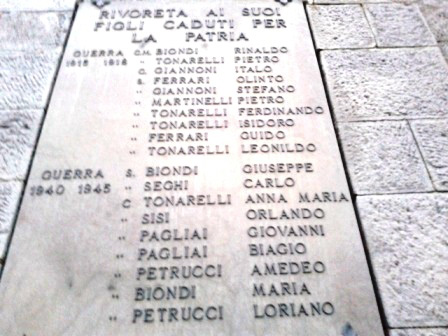 RIVORETA AI SUOI
FIGLI CADUTI PER
LA PATRIA
GUERRA C.M. BIONDI RINALDO
1915 1918 " TONARELLI PIETRO
C. GIANNONI ITALO
S. FERRARI OLINTO
" GIANNONI STEFANO
" MARTINELLI PIETRO
" TONARELLI FERDINANDO
" TONARELLI ISIDORO
" FERRARI GUIDO
" TONARELLI LEONILDO
GUERRA S. BIONDI GIUSEPPE
1940 1945 " SEGHI CARLO
C TONARELLI ANNA MARIA
" SISI ORLANDO
" PAGLIAI GIOVANNI
" PAGLIAI BIAGIO
" PETRUCCI AMEDEO
" BIONDI MARIA
" PETRUCCI LORIANO